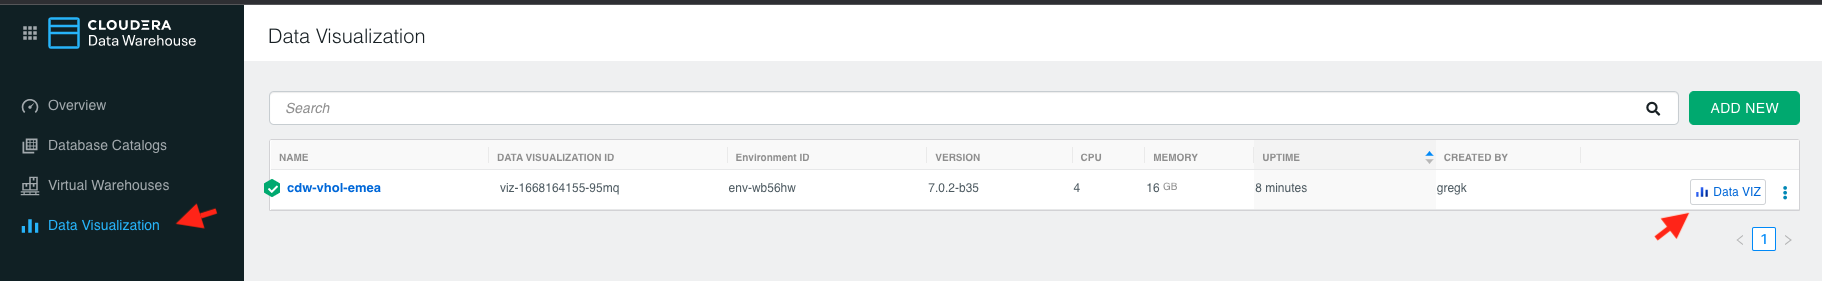 CLOUDERA
Data Warehouse
Overview
Database Catalogs
Virtual Warehouses
Data Visualization
Data Visualization
Search
ADD NEW
NAME DATA VISUALIZATION ID Environment ID VERSION CPU MEMORY UPTIME CREATED BY
cdw-vhol-emea viz-1668164155-95mq env-wb56hw 7.0.2-b35 4 16 GB 8 minutes gregk Data VIZ
< 1 >